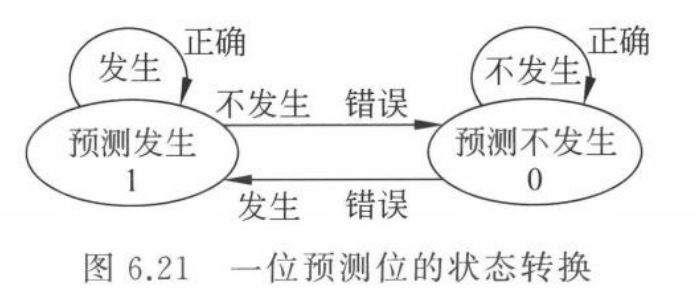 正确
发生
正确
不发生
不发生 错误
预测发生
1
预测不发生
0
发生 错误
图 6.21 一位预测位的状态转换